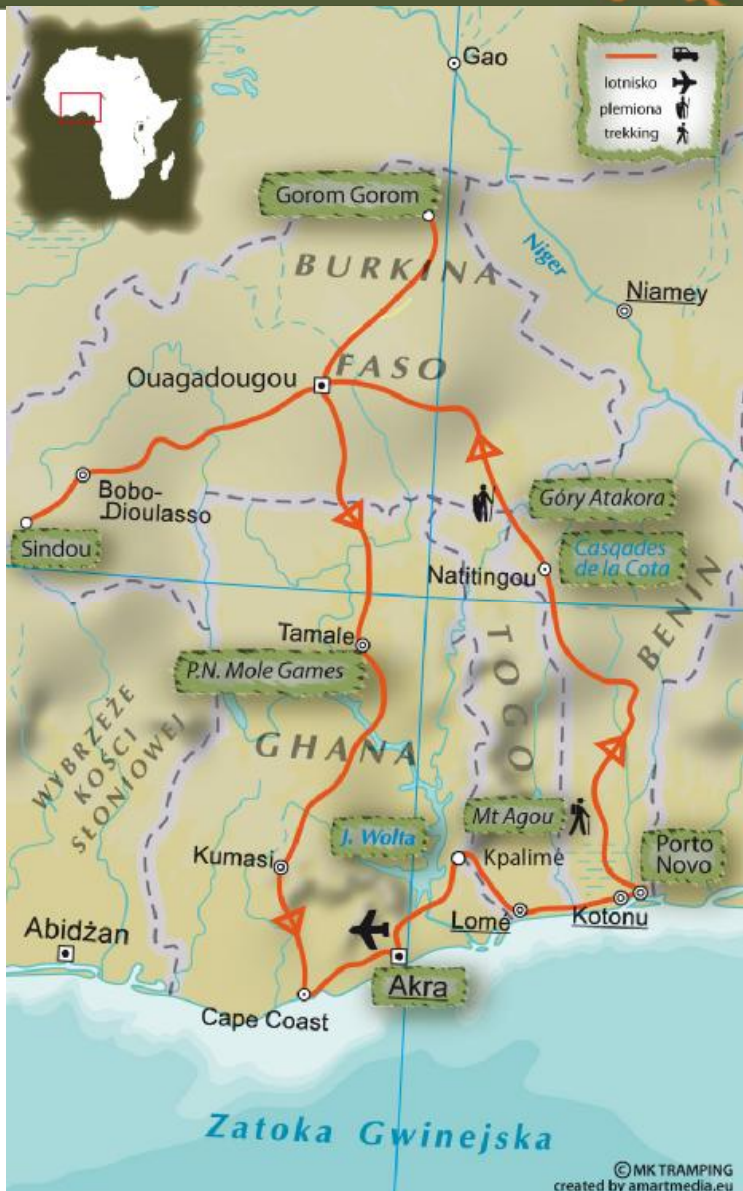 Gao
lotnisko
plemiona
trekking
Gorom Gorom
BURKINA
Niger
Niamey
FASO
Ouagadougou
Bobo-
Dioulasso
Sindou
Góry Atakora
Casqades
de la Cota
Natitingou
BENIN
Tamale
P.N. Mole Games
TOGO
GHANA
WYBRZEŻE
KOŚCI
SŁONIOWEJ
Mt Agou
J. Wolta
Kpalimé
Kumasi
Porto
Novo
Lomé
Kotonu
Abidżan
Akra
Cape Coast
Zatoka Gwinejska
©MK TRAMPING
created by amartmedia.eu